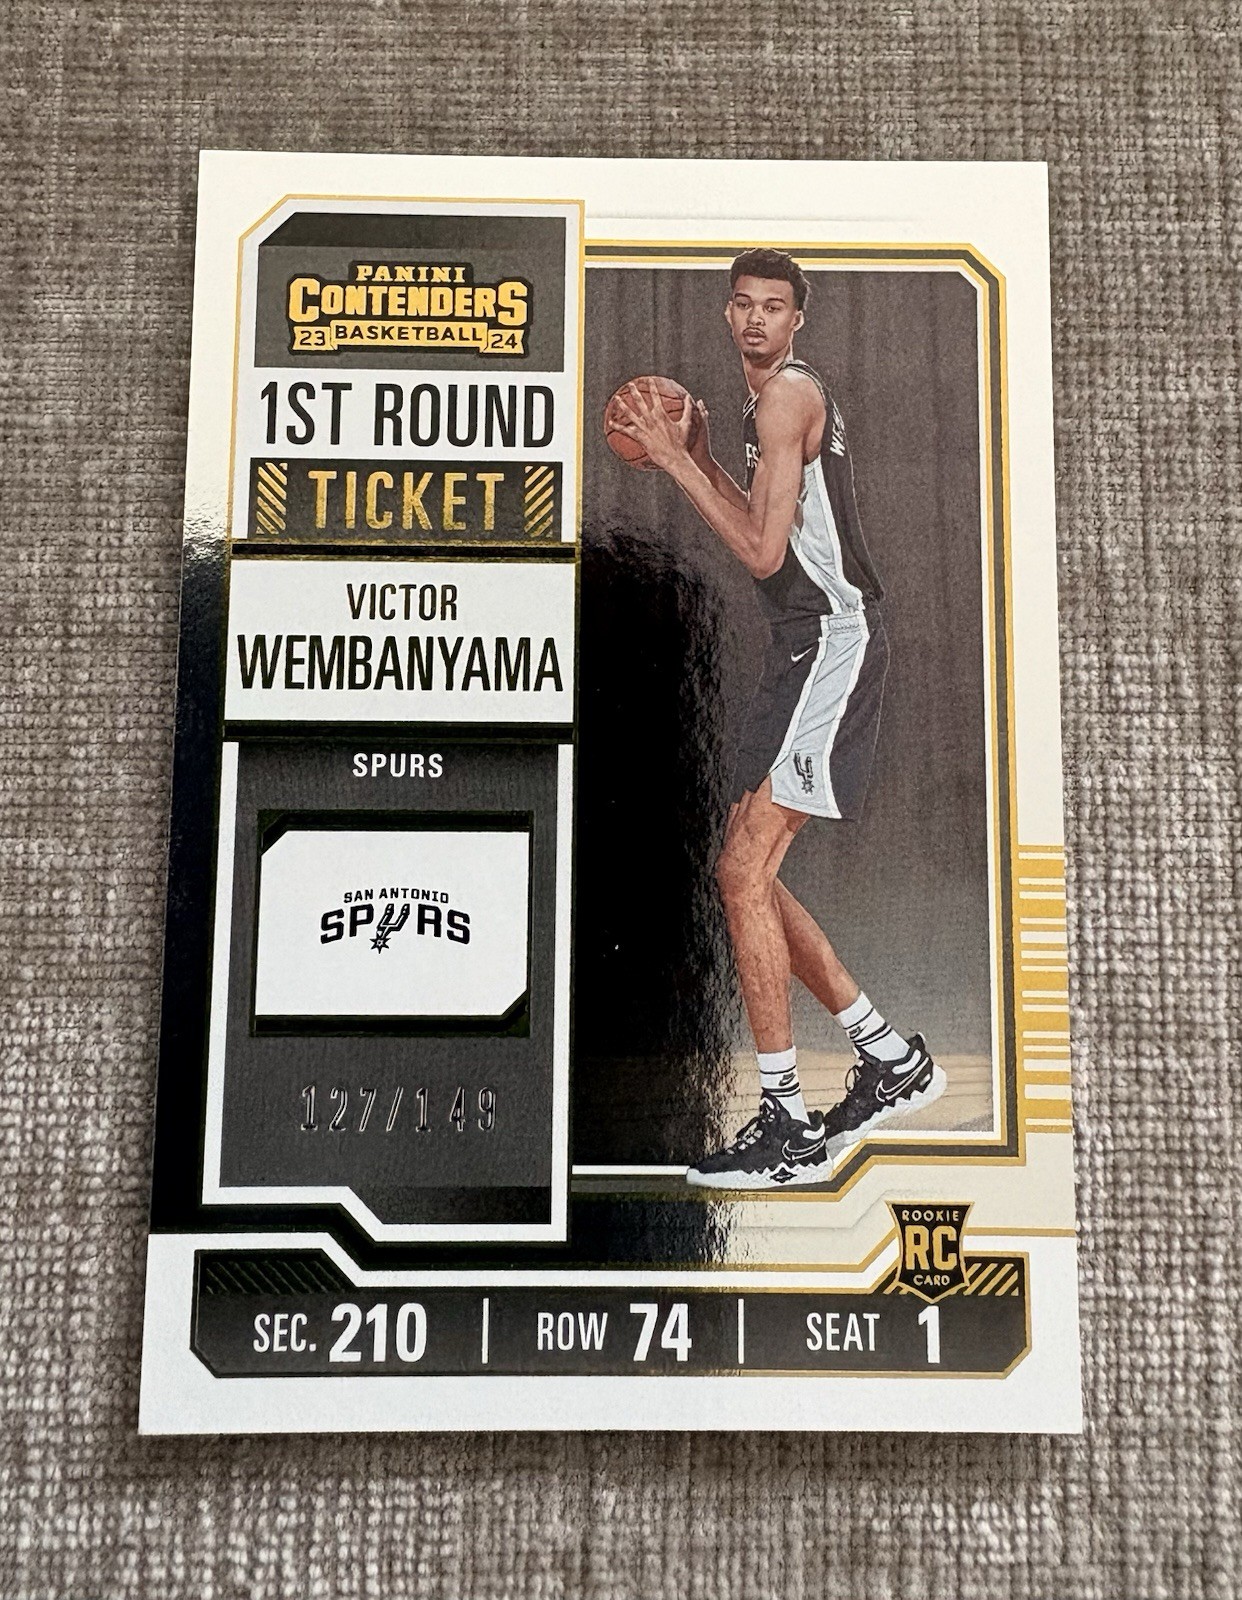 PANINI
CONTENDERS
23 BASKETBALL 24
1ST ROUND
TICKET
VICTOR
WEMBANYAMA
SPURS
SAN ANTONIO
SPURS
127/149
ROOKIE
RC
CARD
SEC. 210 | ROW 74 | SEAT 1